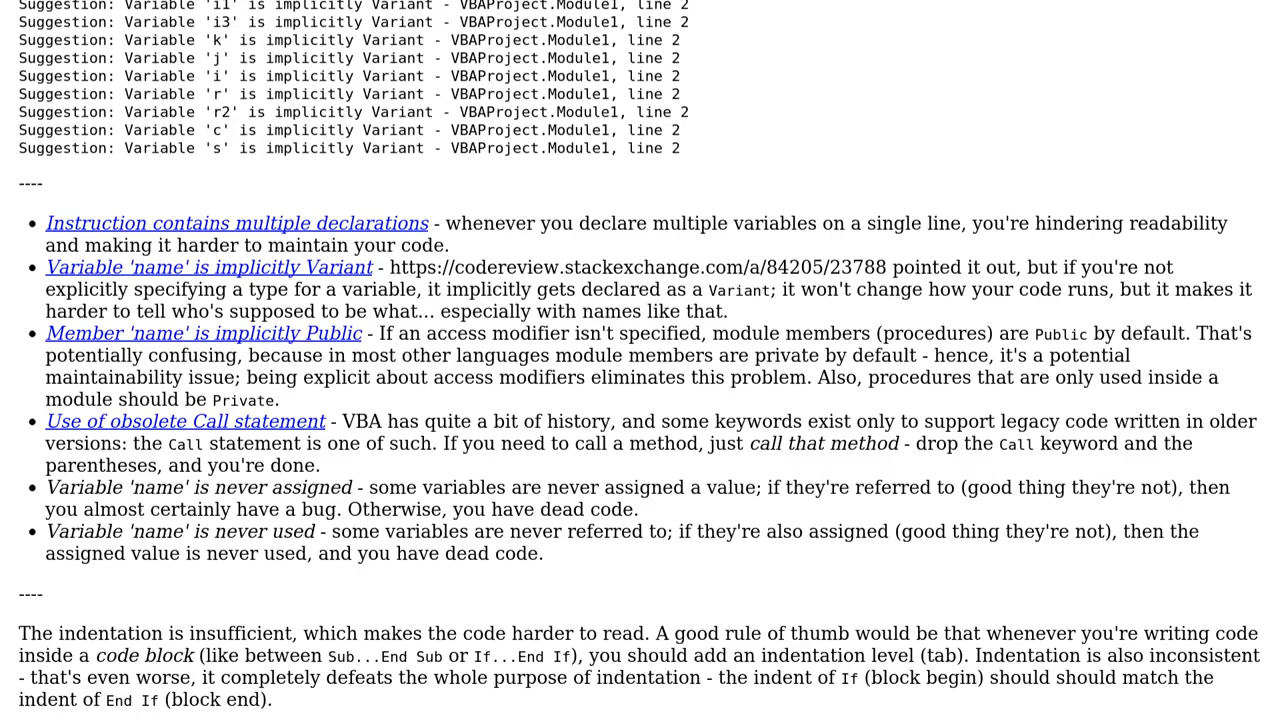 Suggestion: Variable 'i1' is implicitly Variant - VBAProject.Module1, line 2
Suggestion: Variable 'i3' is implicitly Variant - VBAProject.Module1, line 2
Suggestion: Variable 'k' is implicitly Variant - VBAProject.Module1, line 2
Suggestion: Variable 'j' is implicitly Variant - VBAProject.Module1, line 2
Suggestion: Variable 'i' is implicitly Variant - VBAProject.Module1, line 2
Suggestion: Variable 'r' is implicitly Variant - VBAProject.Module1, line 2
Suggestion: Variable 'r2' is implicitly Variant - VBAProject.Module1, line 2
Suggestion: Variable 'c' is implicitly Variant - VBAProject.Module1, line 2
Suggestion: Variable 's' is implicitly Variant - VBAProject.Module1, line 2
----
• Instruction contains multiple declarations - whenever you declare multiple variables on a single line, you're hindering readability
and making it harder to maintain your code.
• Variable 'name' is implicitly Variant - https://codereview.stackexchange.com/a/84205/23788 pointed it out, but if you're not
explicitly specifying a type for a variable, it implicitly gets declared as a Variant; it won't change how your code runs, but it makes it
harder to tell who's supposed to be what... especially with names like that.
• Member 'name' is implicitly Public - If an access modifier isn't specified, module members (procedures) are Public by default. That's
potentially confusing, because in most other languages module members are private by default - hence, it's a potential
maintainability issue; being explicit about access modifiers eliminates this problem. Also, procedures that are only used inside a
module should be Private.
• Use of obsolete Call statement - VBA has quite a bit of history, and some keywords exist only to support legacy code written in older
versions: the Call statement is one of such. If you need to call a method, just call that method - drop the Call keyword and the
parentheses, and you're done.
• Variable 'name' is never assigned - some variables are never assigned a value; if they're referred to (good thing they're not), then
you almost certainly have a bug. Otherwise, you have dead code.
• Variable 'name' is never used - some variables are never referred to; if they're also assigned (good thing they're not), then the
assigned value is never used, and you have dead code.
----
The indentation is insufficient, which makes the code harder to read. A good rule of thumb would be that whenever you're writing code
inside a code block (like between Sub...End Sub or If...End If), you should add an indentation level (tab). Indentation is also inconsistent
- that's even worse, it completely defeats the whole purpose of indentation - the indent of If (block begin) should should match the
indent of End If (block end).